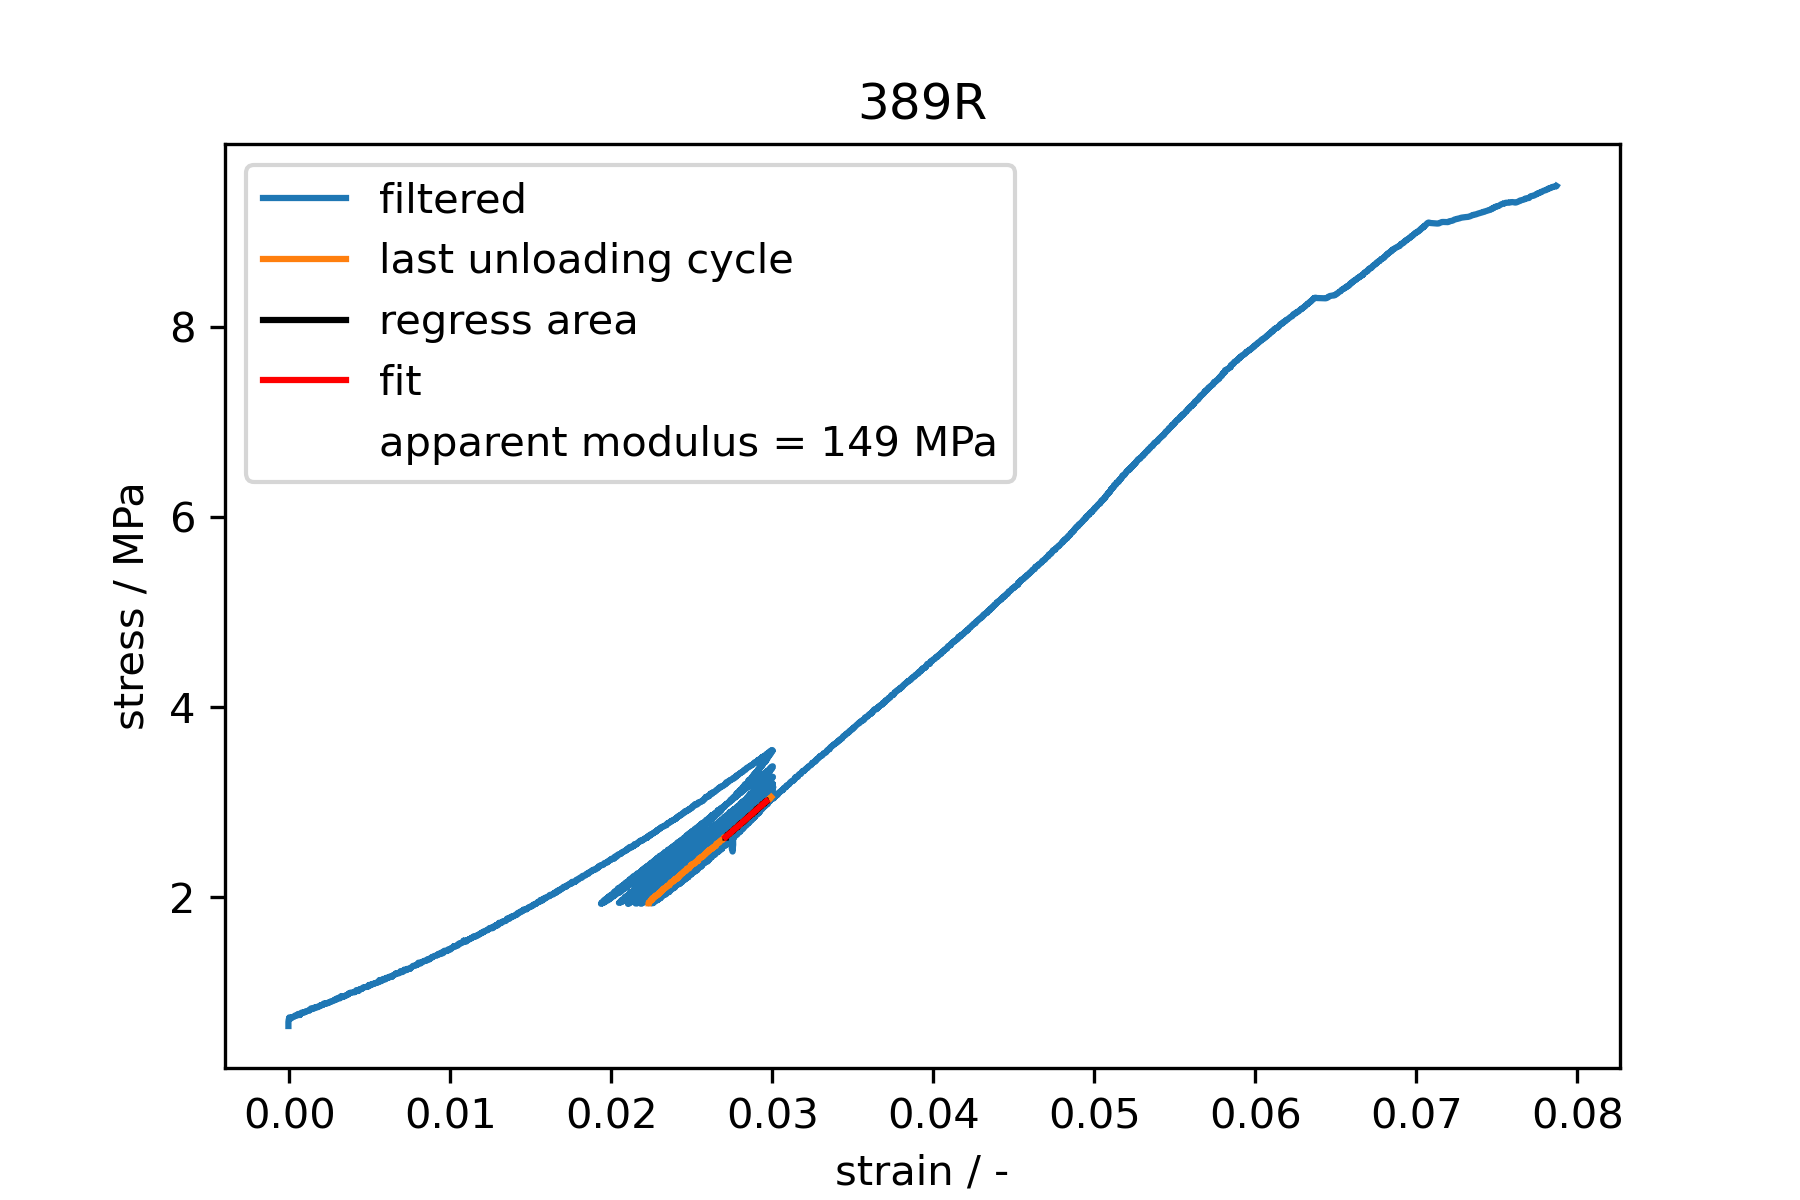 389R
filtered
last unloading cycle
regress area
fit
apparent modulus = 149 MPa
stress / MPa
8
6
4
2
0.00 0.01 0.02 0.03 0.04 0.05 0.06 0.07 0.08
strain / -